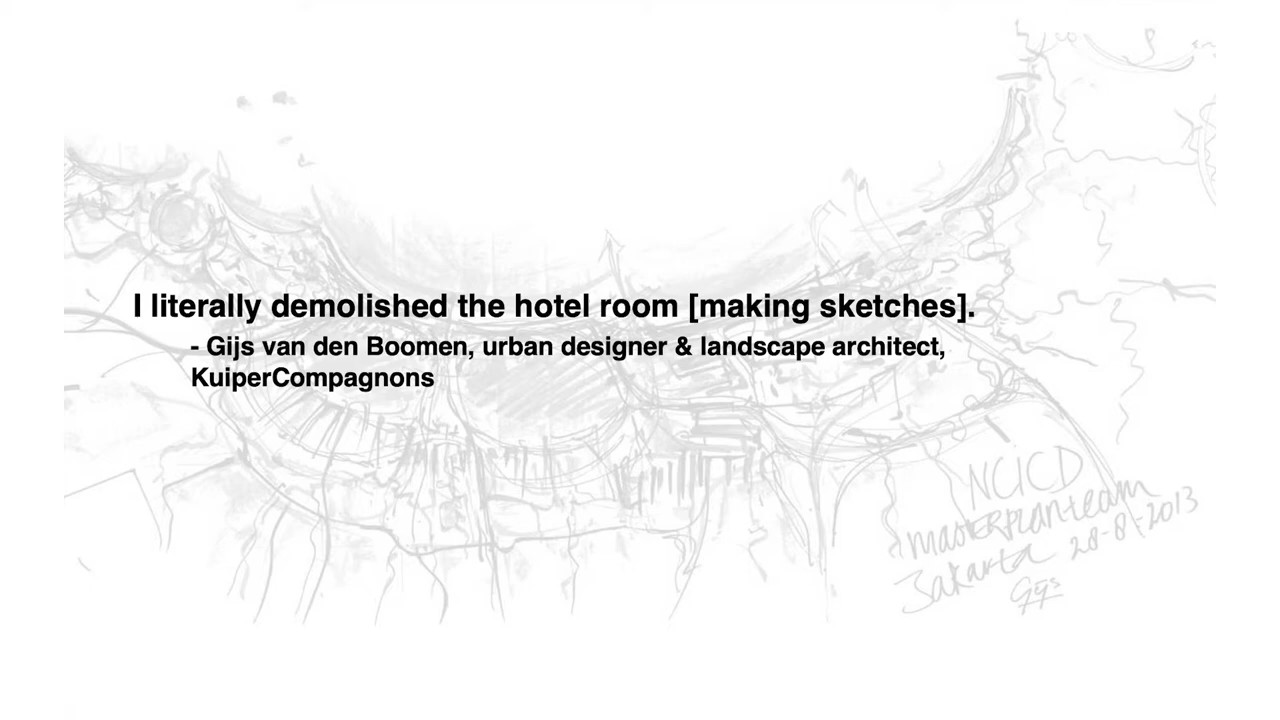 I literally demolished the hotel room [making sketches].
- Gijs van den Boomen, urban designer & landscape architect,
KuiperCompagnons
NCICD
masterplanteam
Jakarta 28-8-2013
Gijs